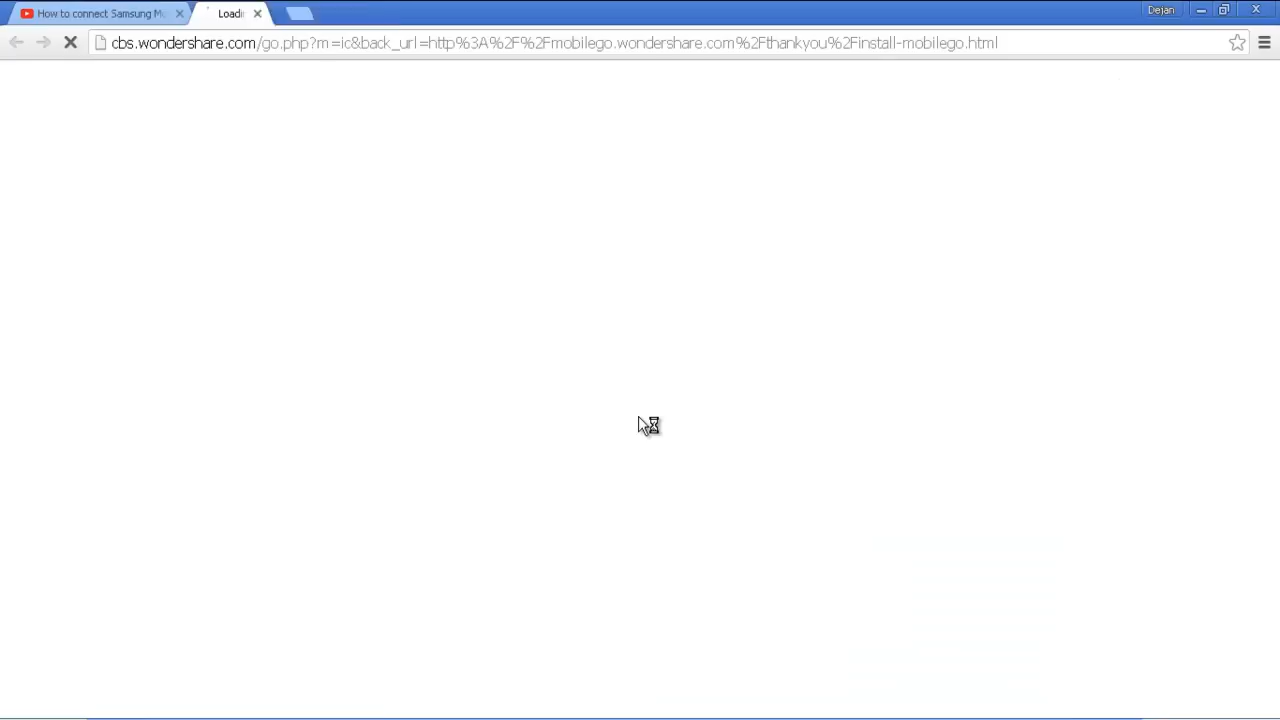 How to connect Samsung M
Loadi
Dejan
cbs.wondershare.com/go.php?m=ic&back_url=http%3A%2F%2Fmobilego.wondershare.com%2Fthankyou%2Finstall-mobilego.html